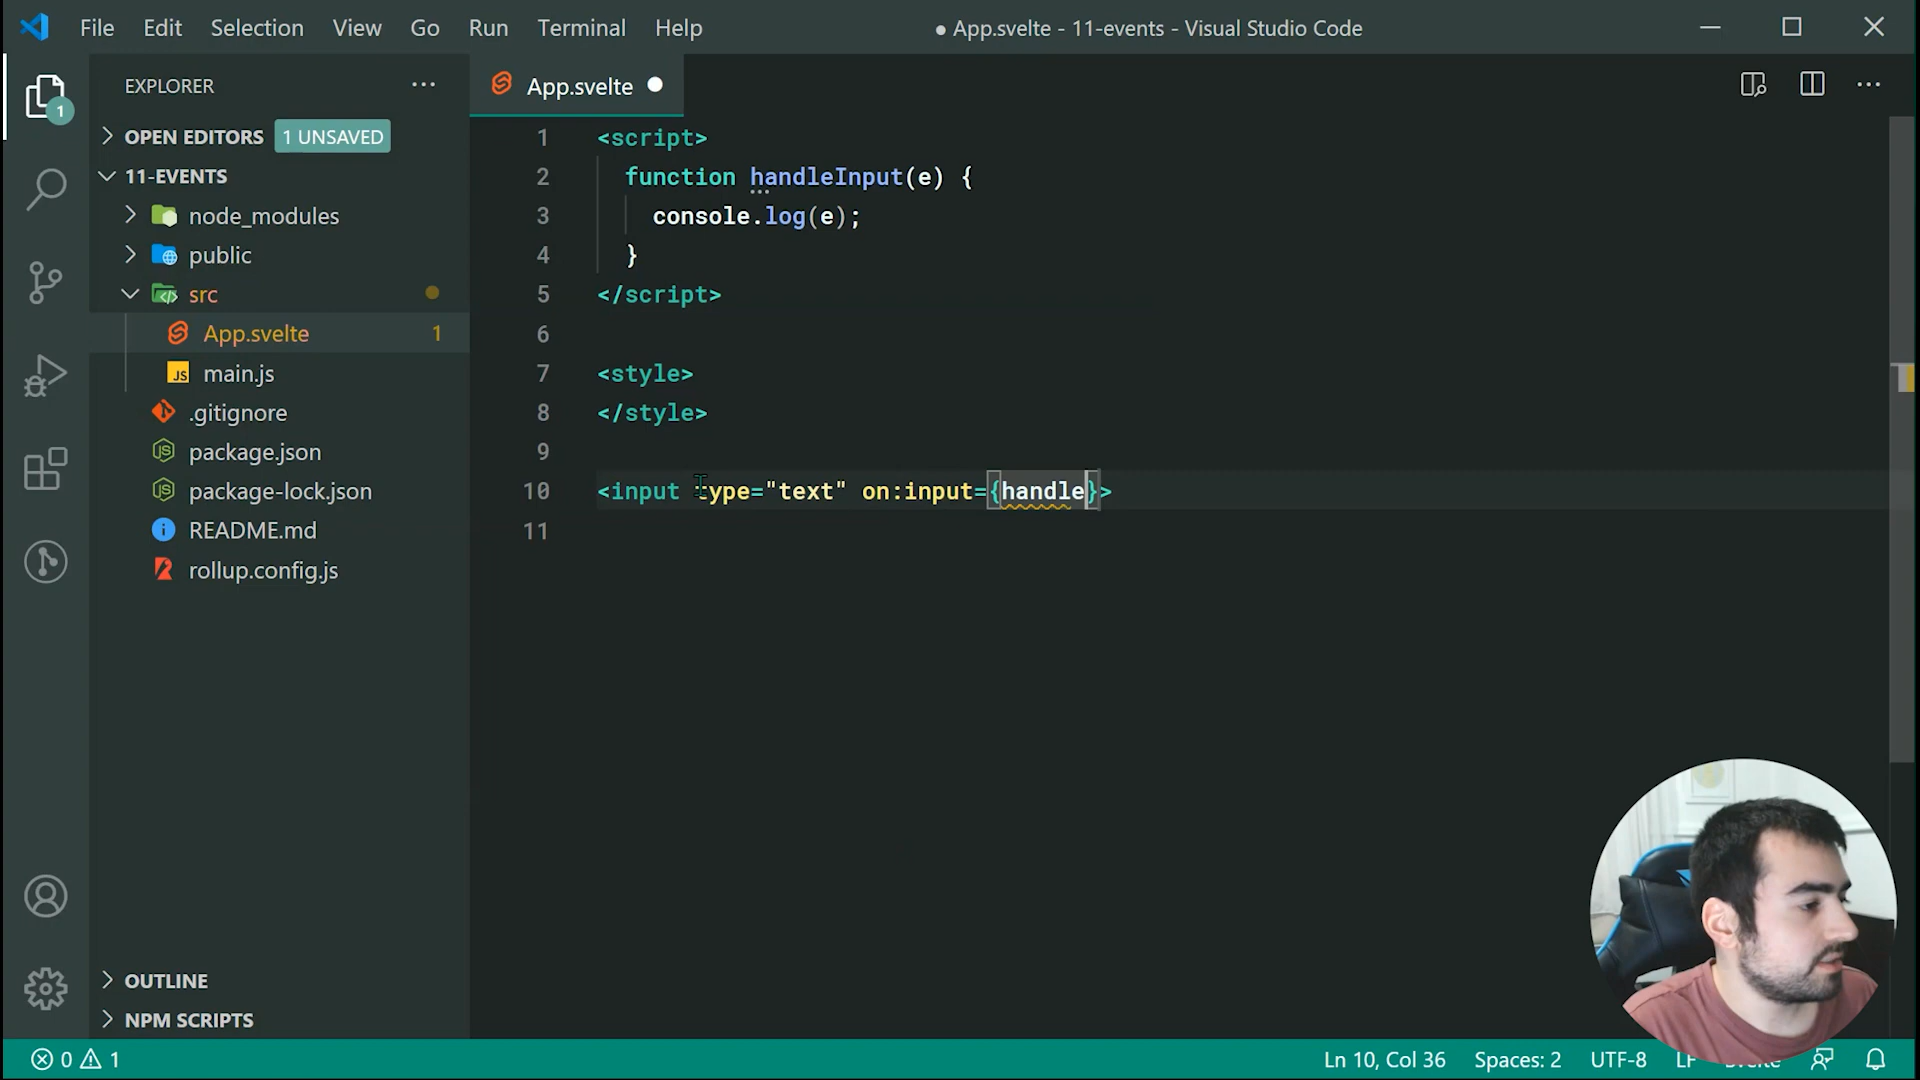 File Edit Selection View Go Run Terminal Help
● App.svelte - 11-events - Visual Studio Code
EXPLORER
OPEN EDITORS 1 UNSAVED
11-EVENTS
node_modules
public
src
App.svelte 1
main.js
.gitignore
package.json
package-lock.json
README.md
rollup.config.js
OUTLINE
NPM SCRIPTS
1
App.svelte
1 <script>
2 function handleInput(e) {
3 console.log(e);
4 }
5 </script>
6
7 <style>
8 </style>
9
10 <input type="text" on:input={handle}>
11
0 1
Ln 10, Col 36 Spaces: 2 UTF-8 LF Svelte